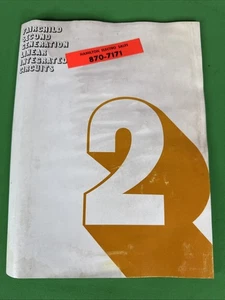 FAIRCHILD
SECOND
GENERATION
LINEAR
INTEGRATED
CIRCUITS
870-7171
2